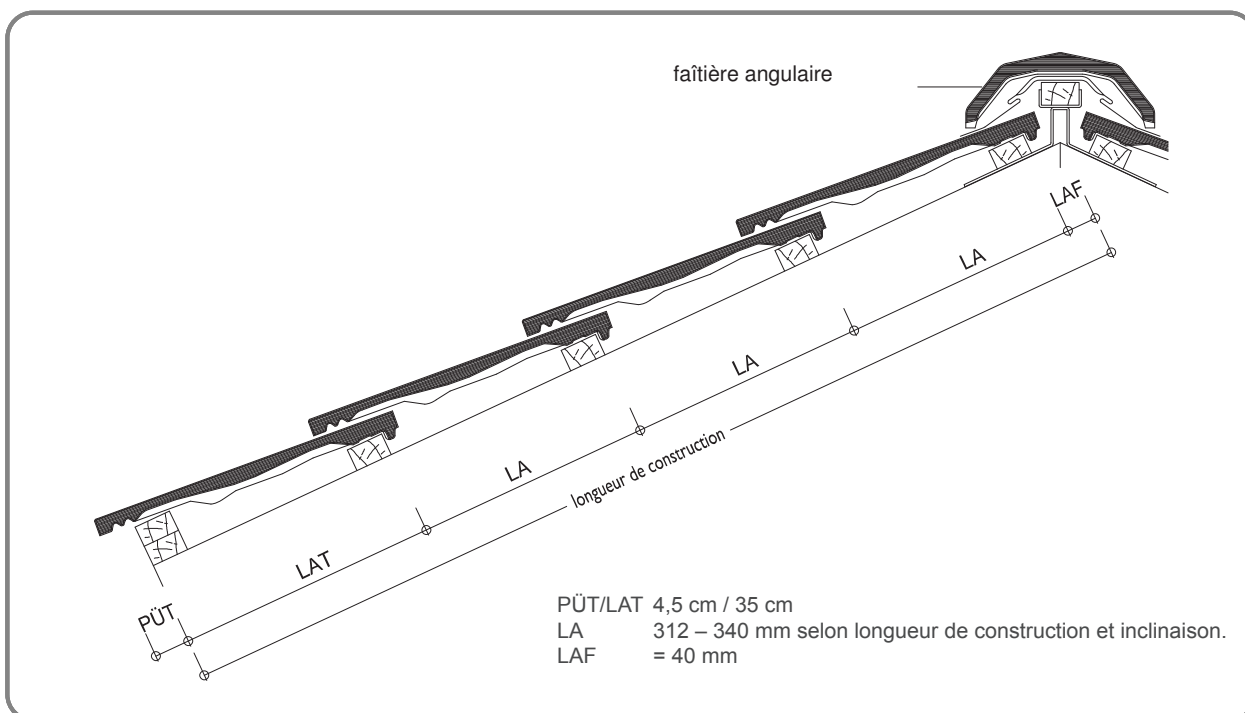 faîtière angulaire
LAF
LA
LA
LA
longueur de construction
LAT
PÜT
PÜT/LAT 4,5 cm / 35 cm
LA 312 – 340 mm selon longueur de construction et inclinaison.
LAF = 40 mm